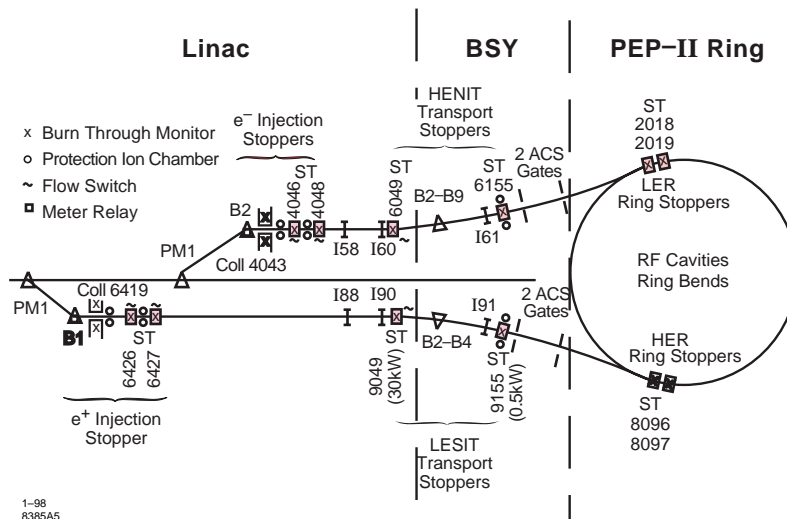 Linac
BSY
PEP–II Ring
HENIT
Transport
Stoppers
e– Injection
Stoppers
x Burn Through Monitor
o Protection Ion Chamber
~ Flow Switch
Meter Relay
ST
4046
4048
ST
6049
ST
6155
2 ACS
Gates
ST
2018
2019
LER
Ring Stoppers
B2
B2–B9
PM1
Coll 4043
I58
I60
I61
RF Cavities
Ring Bends
PM1
Coll 6419
B1
I88
I90
I91
2 ACS
Gates
B2–B4
HER
Ring Stoppers
ST
6426
6427
ST
9049
(30kW)
ST
9155
(0.5kW)
ST
8096
8097
e+ Injection
Stopper
LESIT
Transport
Stoppers
1–98
8385A5